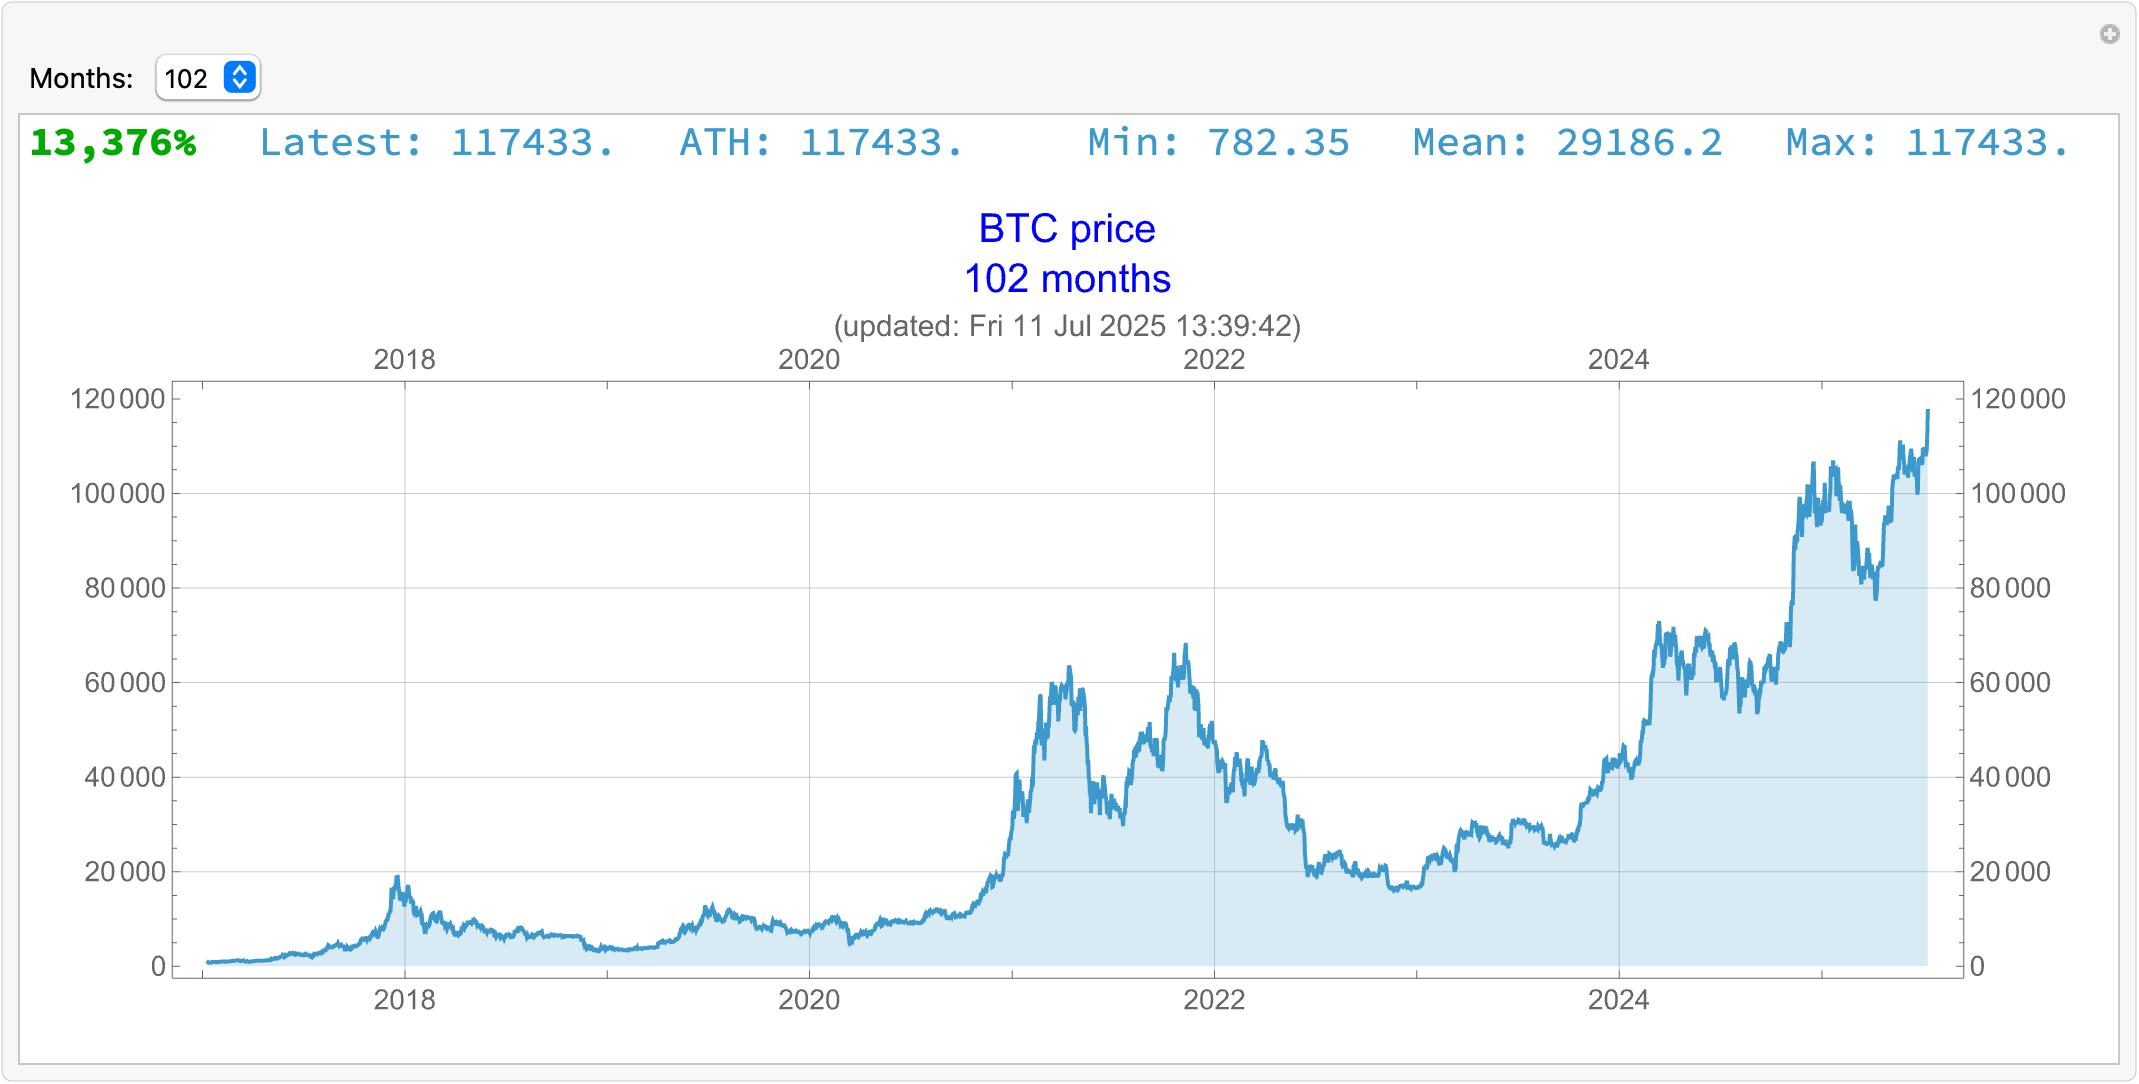 Months: 102
13,376% Latest: 117433. ATH: 117433. Min: 782.35 Mean: 29186.2 Max: 117433.
BTC price
102 months
(updated: Fri 11 Jul 2025 13:39:42)
2018 2020 2022 2024
120 000 120 000
100 000 100 000
80 000 80 000
60 000 60 000
40 000 40 000
20 000 20 000
0 0
2018 2020 2022 2024